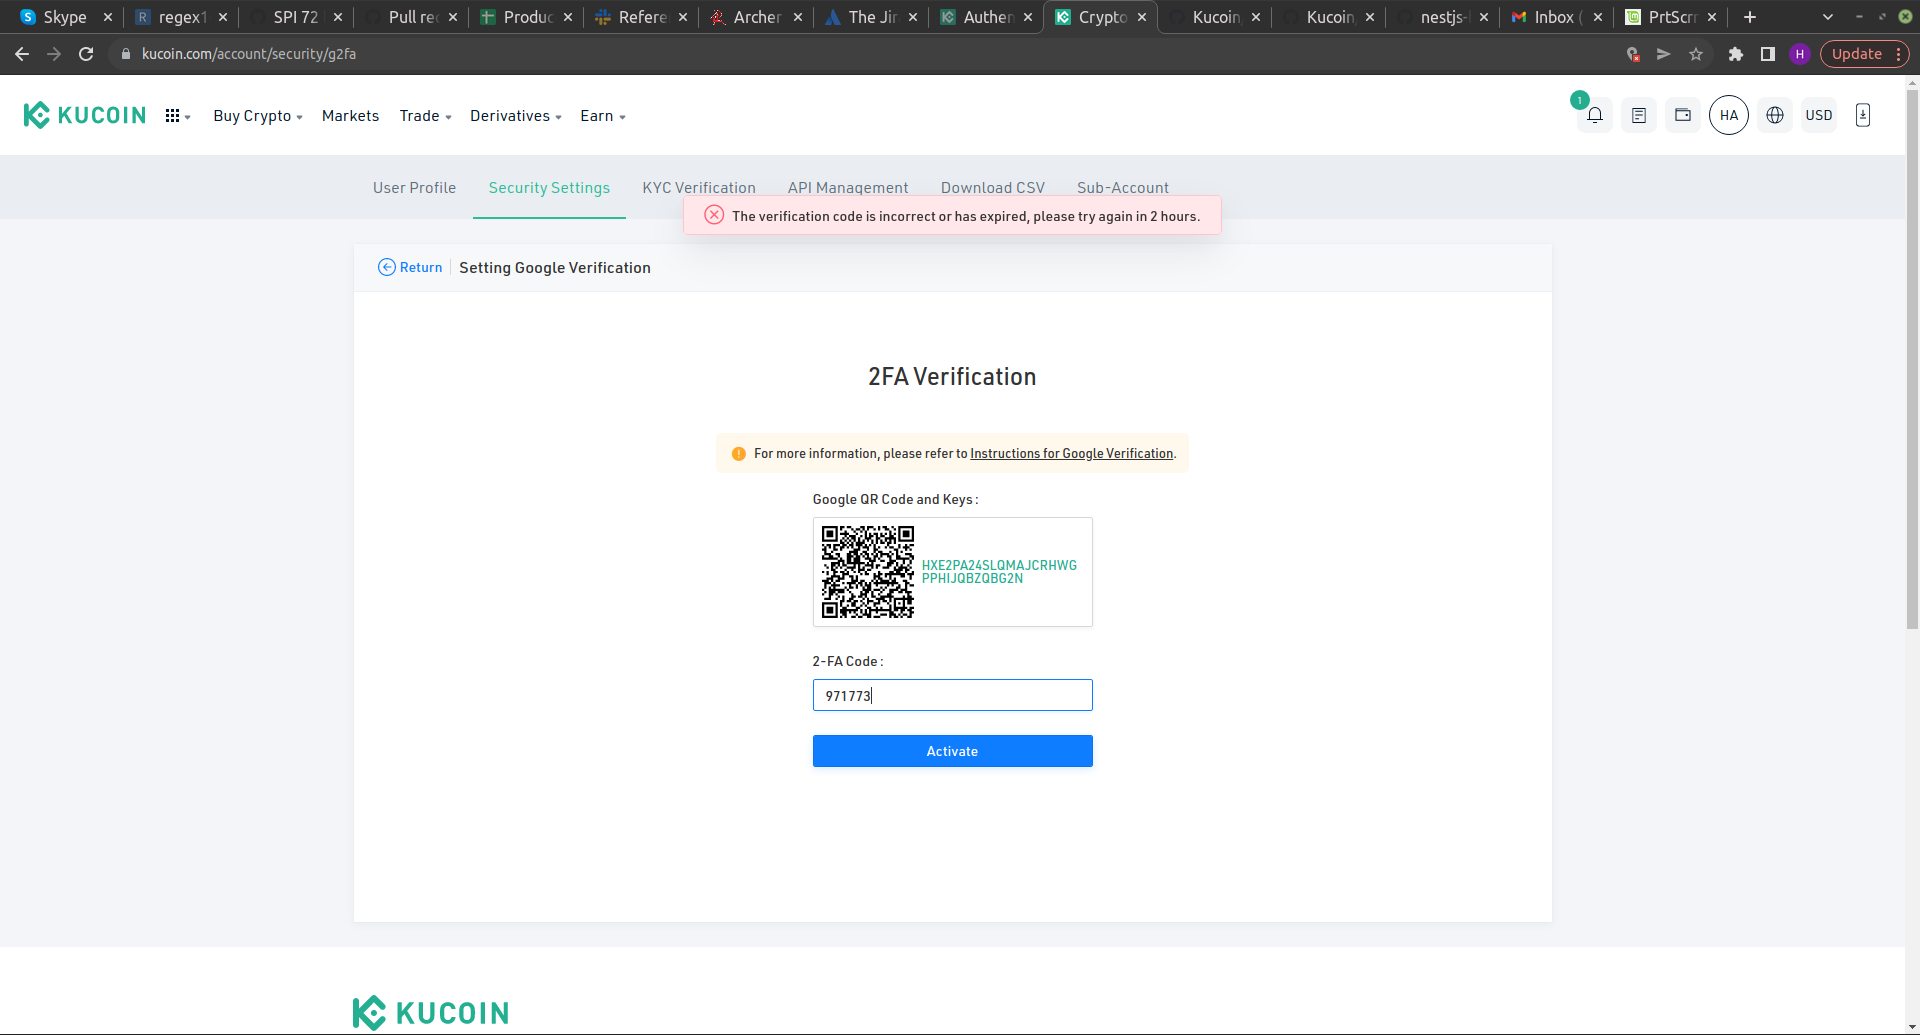 Skype
regex1
SPI 72
Pull re
Produc
Refere
Archer
The Jir
Authen
Crypto
Kucoin
Kucoin
nestjs-
Inbox (
PrtScr
kucoin.com/account/security/g2fa
H
Update
KUCOIN
Buy Crypto
Markets
Trade
Derivatives
Earn
1
HA
USD
User Profile
Security Settings
KYC Verification
API Management
Download CSV
Sub-Account
The verification code is incorrect or has expired, please try again in 2 hours.
Return
Setting Google Verification
2FA Verification
For more information, please refer to Instructions for Google Verification.
Google QR Code and Keys :
HXE2PA24SLQMAJCRHWG
PPHIJQBZQBG2N
2-FA Code :
971773
Activate
KUCOIN